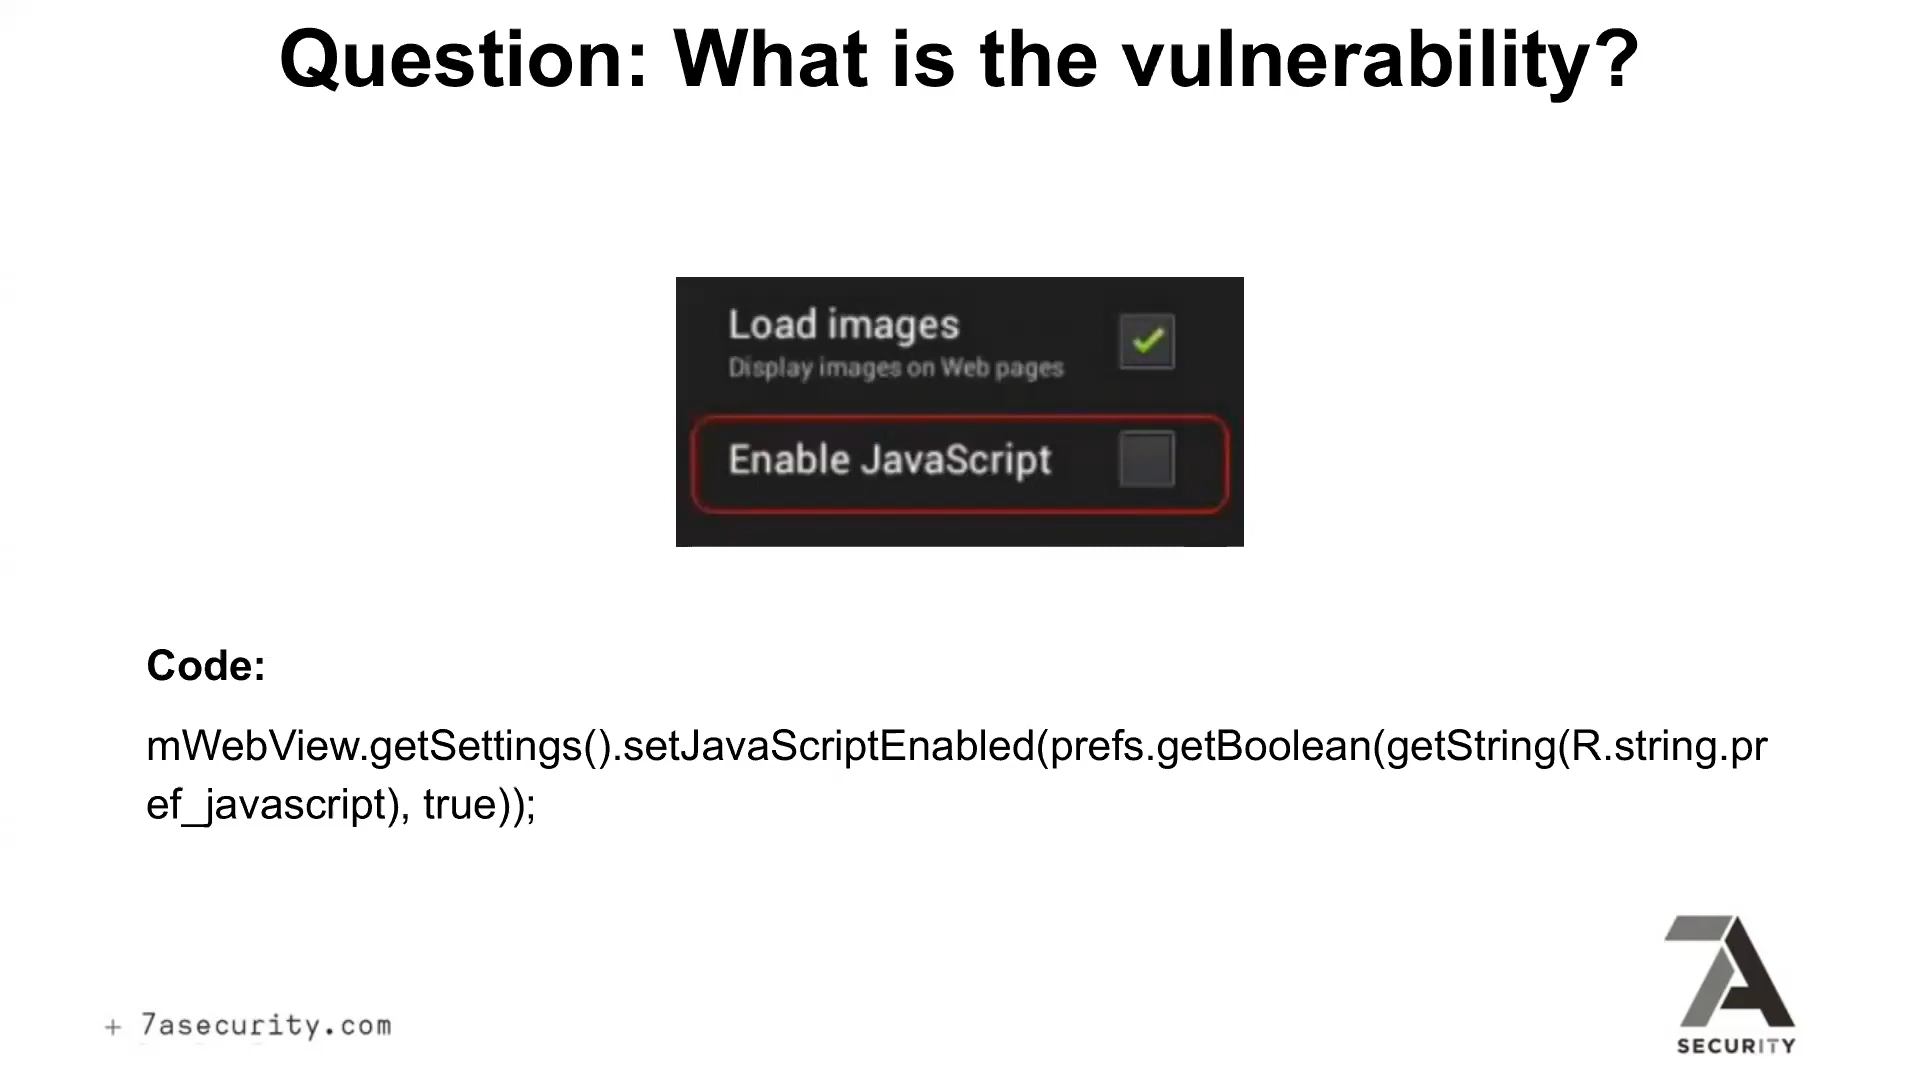 Question: What is the vulnerability?
Load images
Display images on Web pages
Enable JavaScript
Code:
mWebView.getSettings().setJavaScriptEnabled(prefs.getBoolean(getString(R.string.pr
ef_javascript), true));
+ 7asecurity.com
7A
SECURITY